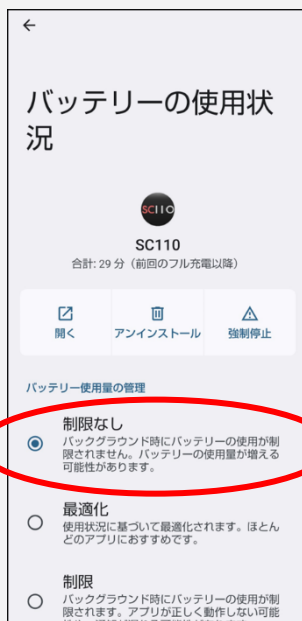 バッテリーの使用状
況
SC110
SC110
合計: 29 分（前回のフル充電以降）
開く
アンインストール
強制停止
バッテリー使用量の管理
制限なし
バックグラウンド時にバッテリーの使用が制
限されません。バッテリーの使用量が増える
可能性があります。
最適化
使用状況に基づいて最適化されます。ほとん
どのアプリにおすすめです。
制限
バックグラウンド時にバッテリーの使用が制
限されます。アプリが正しく動作しない可能